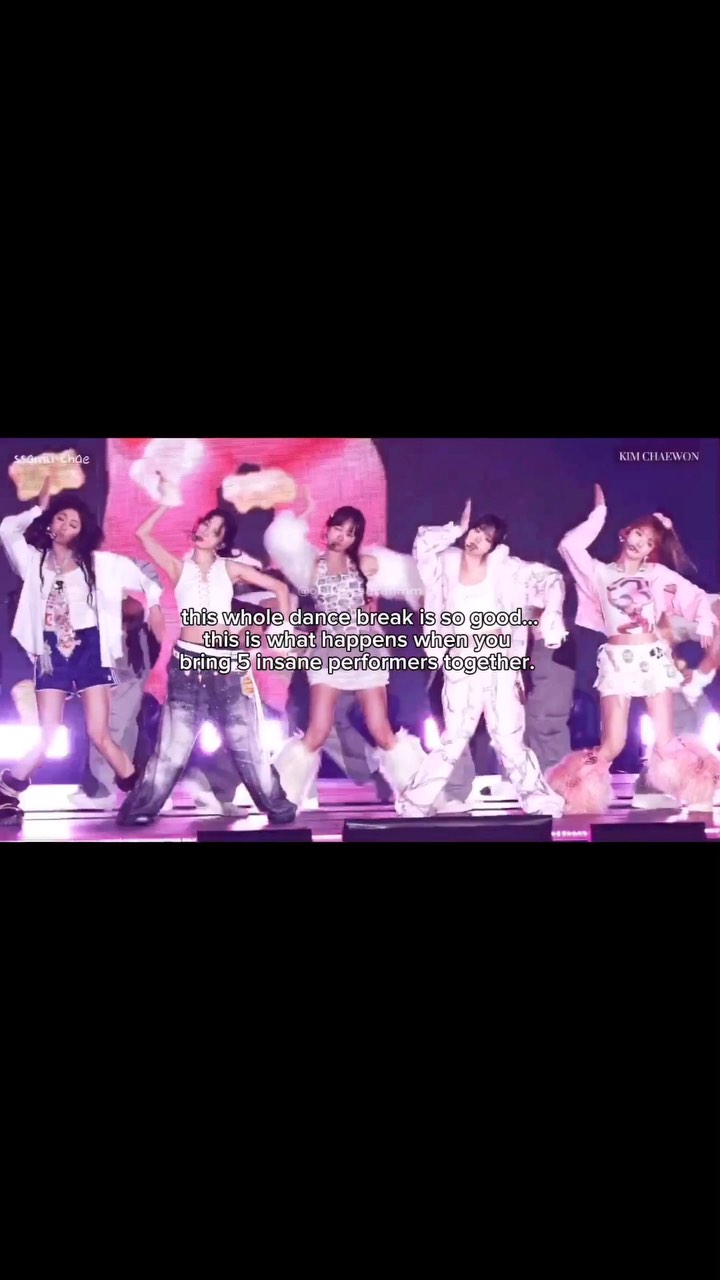 ssamu chae
KIM CHAEWON
this whole dance break is so good...
this is what happens when you
bring 5 insane performers together.